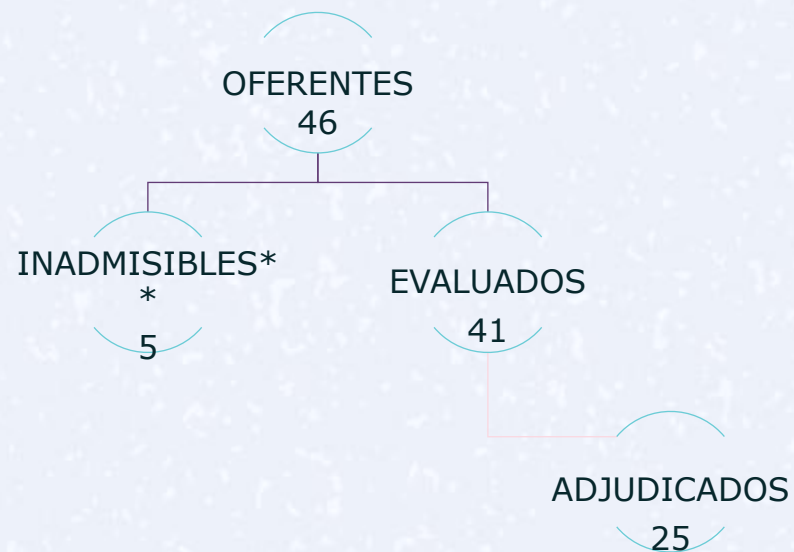 OFERENTES
46
INADMISIBLES*
*
5
EVALUADOS
41
ADJUDICADOS
25